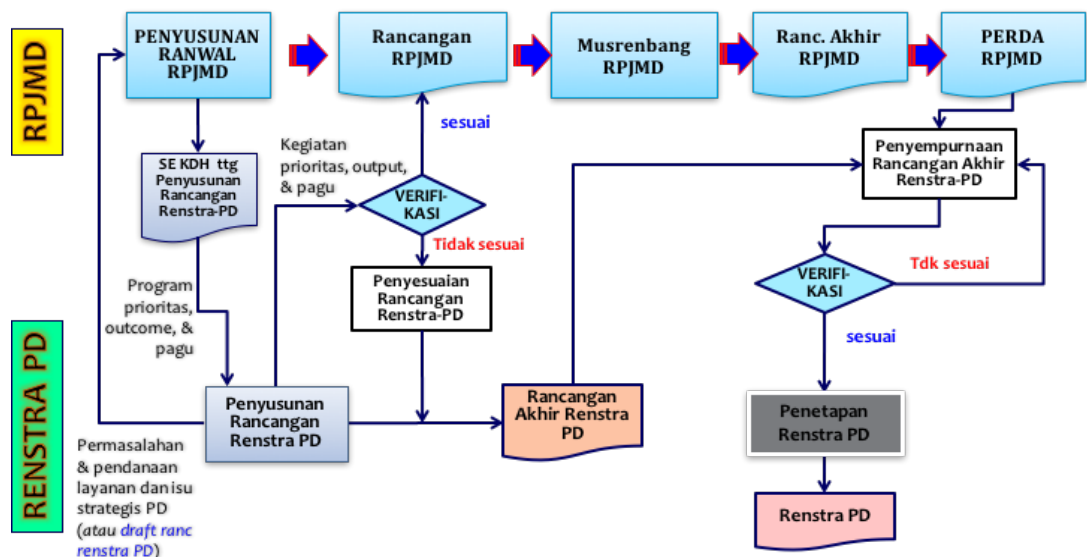 RPJMD
PENYUSUNAN
RANWAL
RPJMD
Rancangan
RPJMD
Musrenbang
RPJMD
Ranc. Akhir
RPJMD
PERDA
RPJMD
SE KDH ttg
Penyusunan
Rancangan
Renstra-PD
Kegiatan
prioritas, output,
& pagu
sesuai
VERIFI-
KASI
Tidak sesuai
Penyesuaian
Rancangan
Renstra-PD
Penyempurnaan
Rancangan Akhir
Renstra-PD
VERIFI-
KASI
Tdk sesuai
sesuai
Program
prioritas,
outcome, &
pagu
RENSTRA PD
Penyusunan
Rancangan
Renstra PD
Rancangan
Akhir Renstra
PD
Penetapan
Renstra PD
Renstra PD
Permasalahan
& pendanaan
layanan dan isu
strategis PD
(atau draft ranc
renstra PD)